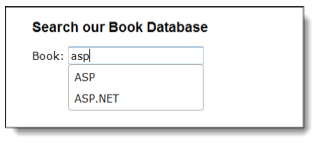 Search our Book Database
Book: asp
ASP
ASP.NET